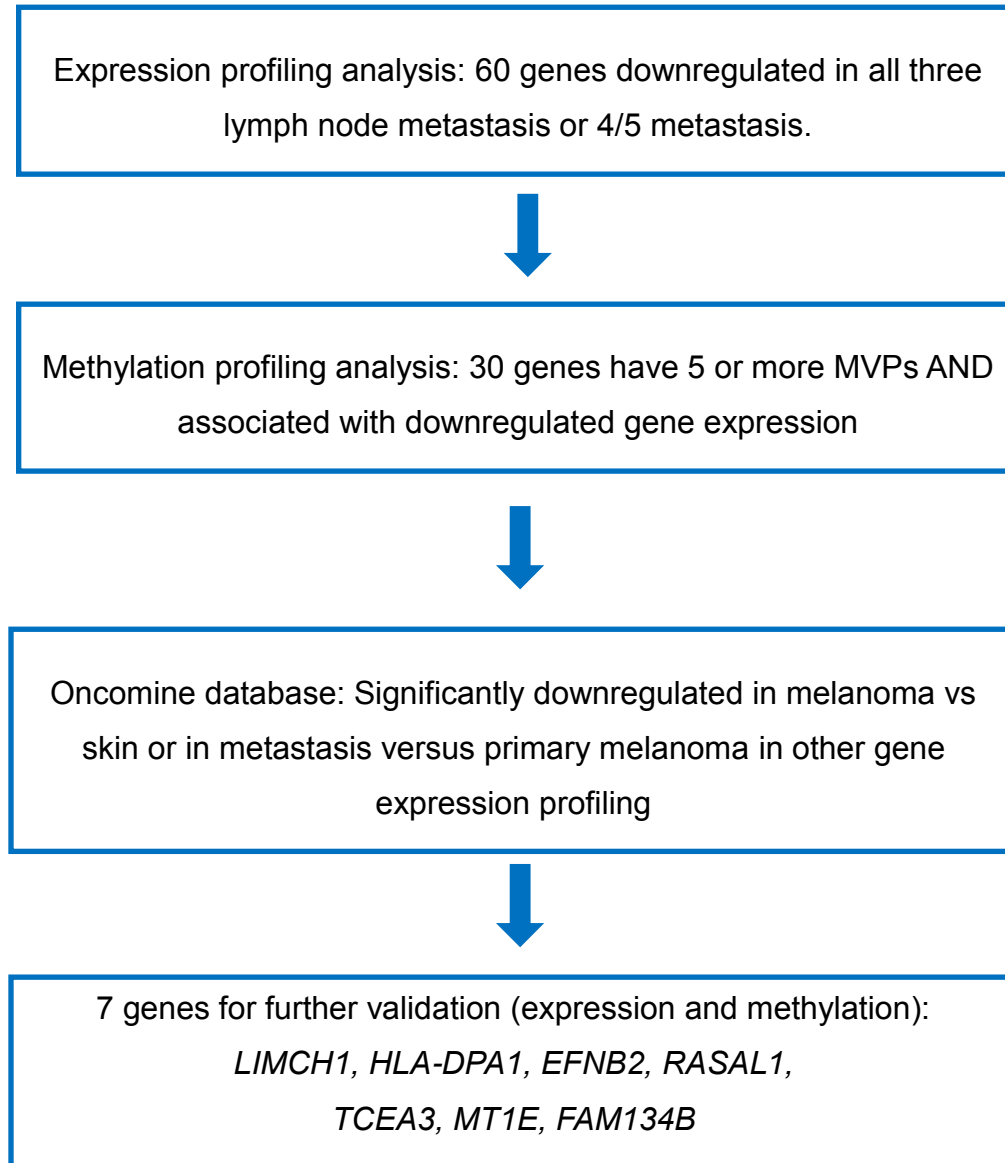 Expression profiling analysis: 60 genes downregulated in all three
lymph node metastasis or 4/5 metastasis.
Methylation profiling analysis: 30 genes have 5 or more MVPs AND
associated with downregulated gene expression
Oncomine database: Significantly downregulated in melanoma vs
skin or in metastasis versus primary melanoma in other gene
expression profiling
7 genes for further validation (expression and methylation):
LIMCH1, HLA-DPA1, EFNB2, RASAL1,
TCEA3, MT1E, FAM134B